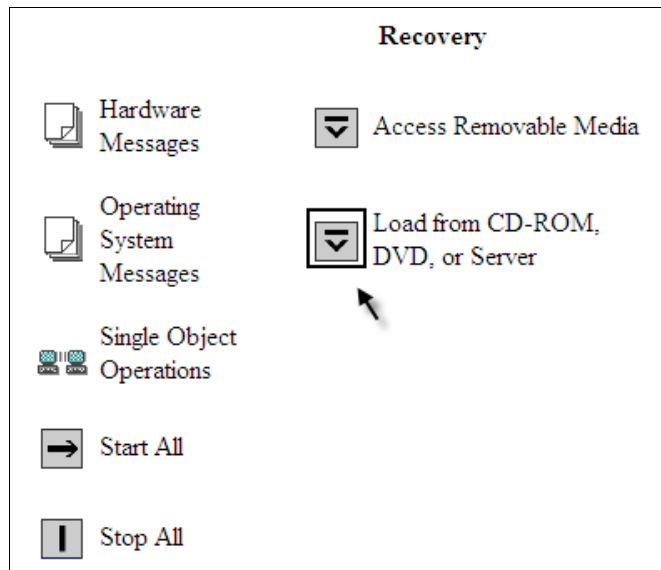 Recovery
Hardware
Messages
Access Removable Media
Operating
System
Messages
Load from CD-ROM,
DVD, or Server
Single Object
Operations
Start All
Stop All